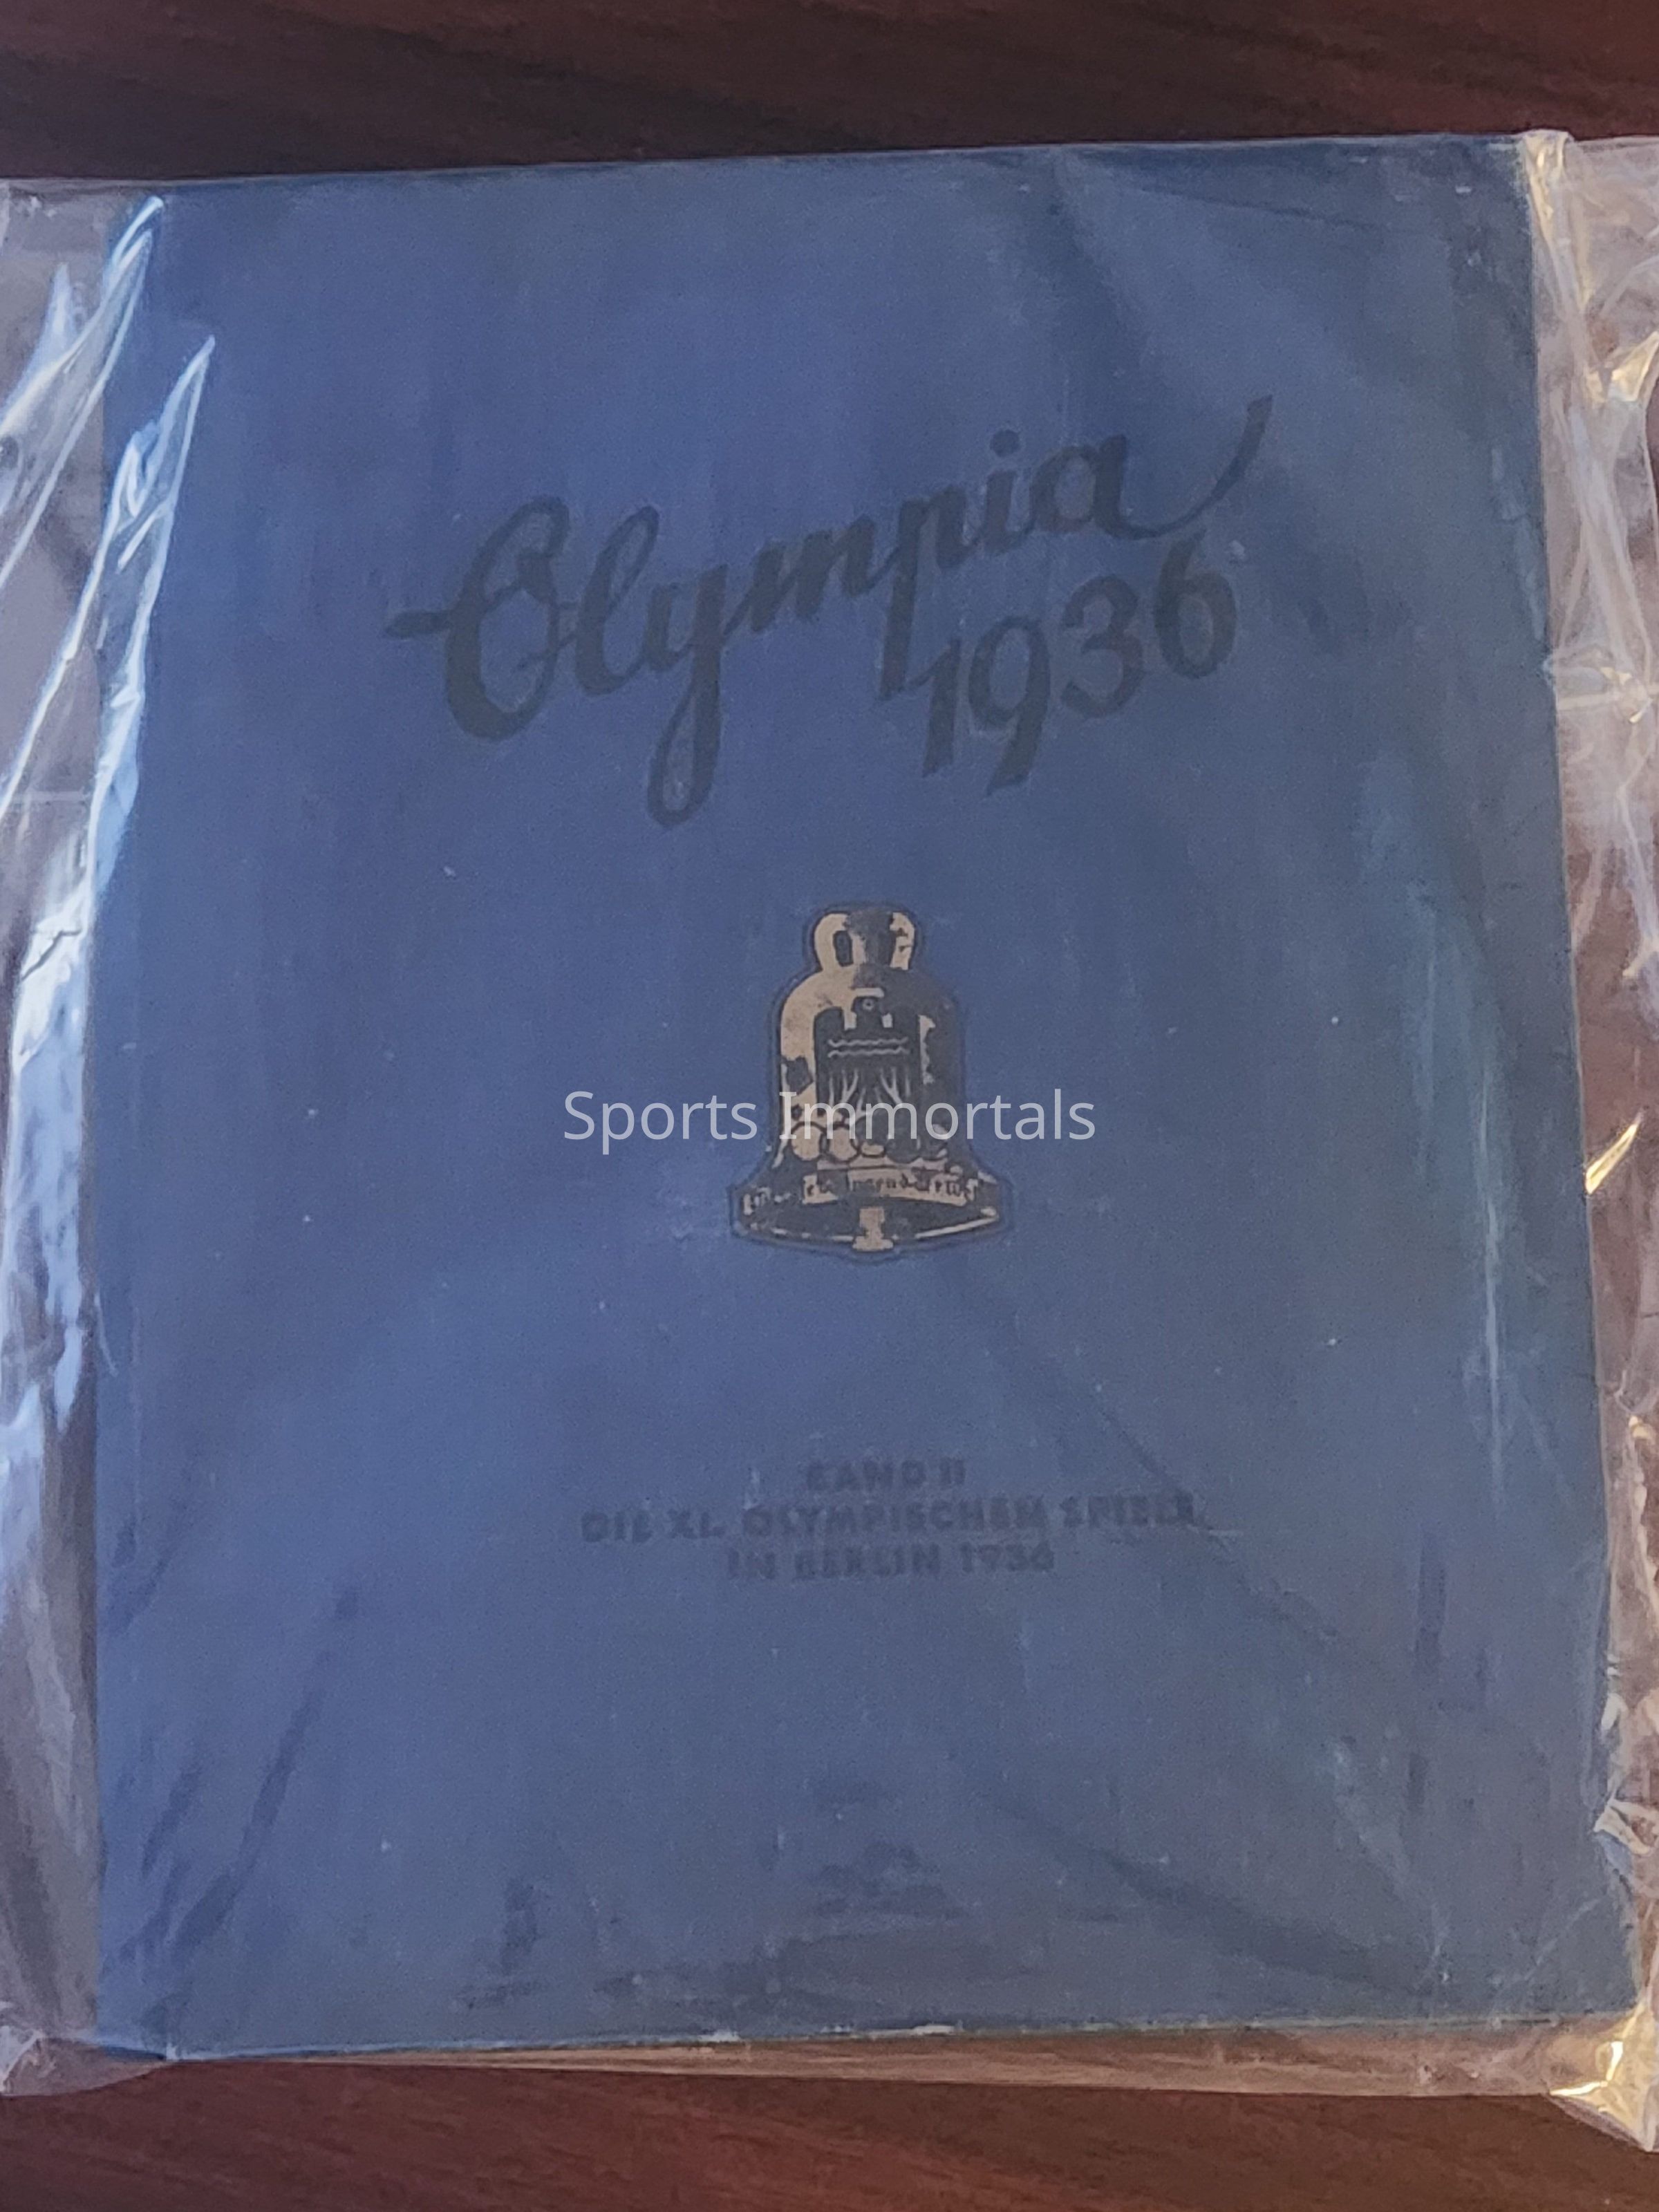 Olympia
1936
Sports Immortals
BAND II
DIE XI. OLYMPISCHEN SPIELE
IN BERLIN 1936